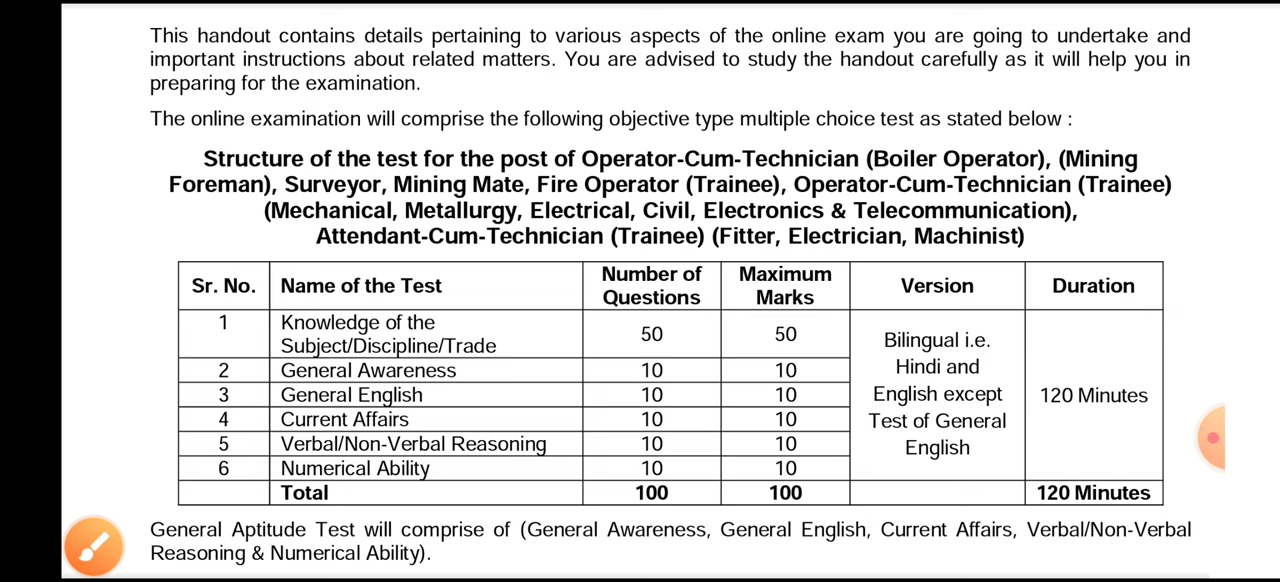 This handout contains details pertaining to various aspects of the online exam you are going to undertake and
important instructions about related matters. You are advised to study the handout carefully as it will help you in
preparing for the examination.
The online examination will comprise the following objective type multiple choice test as stated below :
Structure of the test for the post of Operator-Cum-Technician (Boiler Operator), (Mining
Foreman), Surveyor, Mining Mate, Fire Operator (Trainee), Operator-Cum-Technician (Trainee)
(Mechanical, Metallurgy, Electrical, Civil, Electronics & Telecommunication),
Attendant-Cum-Technician (Trainee) (Fitter, Electrician, Machinist)
Sr. No. Name of the Test Number of Questions Maximum Marks Version Duration
1 Knowledge of the Subject/Discipline/Trade 50 50 Bilingual i.e. Hindi and English except Test of General English 120 Minutes
2 General Awareness 10 10
3 General English 10 10
4 Current Affairs 10 10
5 Verbal/Non-Verbal Reasoning 10 10
6 Numerical Ability 10 10
Total 100 100 120 Minutes
General Aptitude Test will comprise of (General Awareness, General English, Current Affairs, Verbal/Non-Verbal
Reasoning & Numerical Ability).